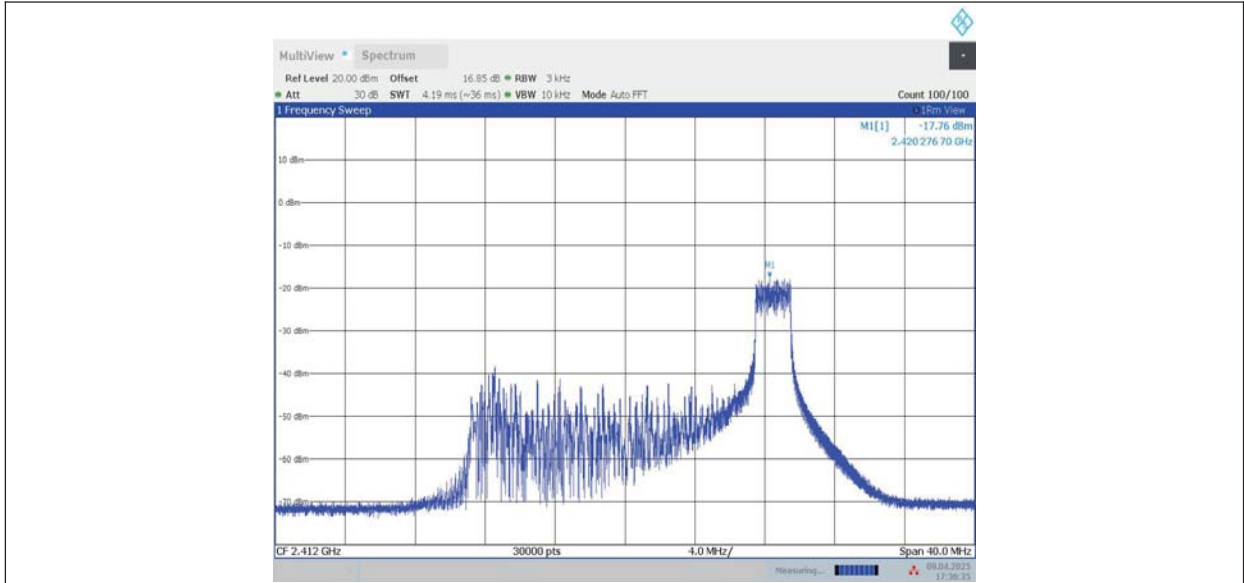 MultiView Spectrum
Ref Level 20.00 dBm Offset 16.85 dB RBW 3 kHz
Att 30 dB SWT 4.19 ms (~36 ms) VBW 10 kHz Mode Auto FFT Count 100/100
1 Frequency Sweep 1Rm View
M1[1] -17.76 dBm
2.420 276 70 GHz
10 dBm
0 dBm
-10 dBm
M1
-20 dBm
-30 dBm
-40 dBm
-50 dBm
-60 dBm
-70 dBm
CF 2.412 GHz 30000 pts 4.0 MHz/ Span 40.0 MHz
Measuring... 09.04.2025
17:36:35